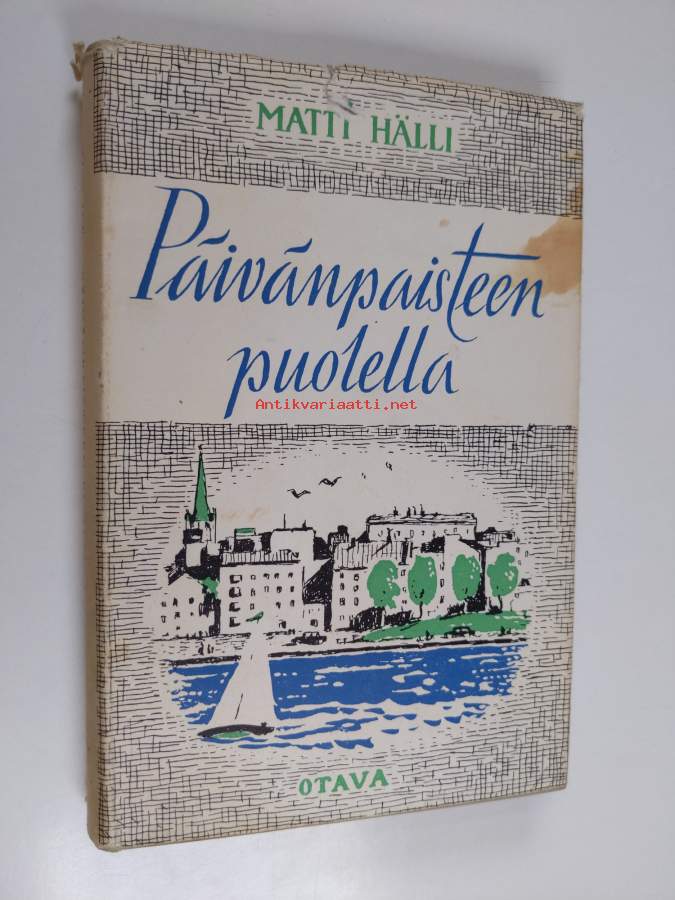 MATTI HÄLLI
Päivänpaisteen
puolella
Antikvariaatti.net
OTAVA